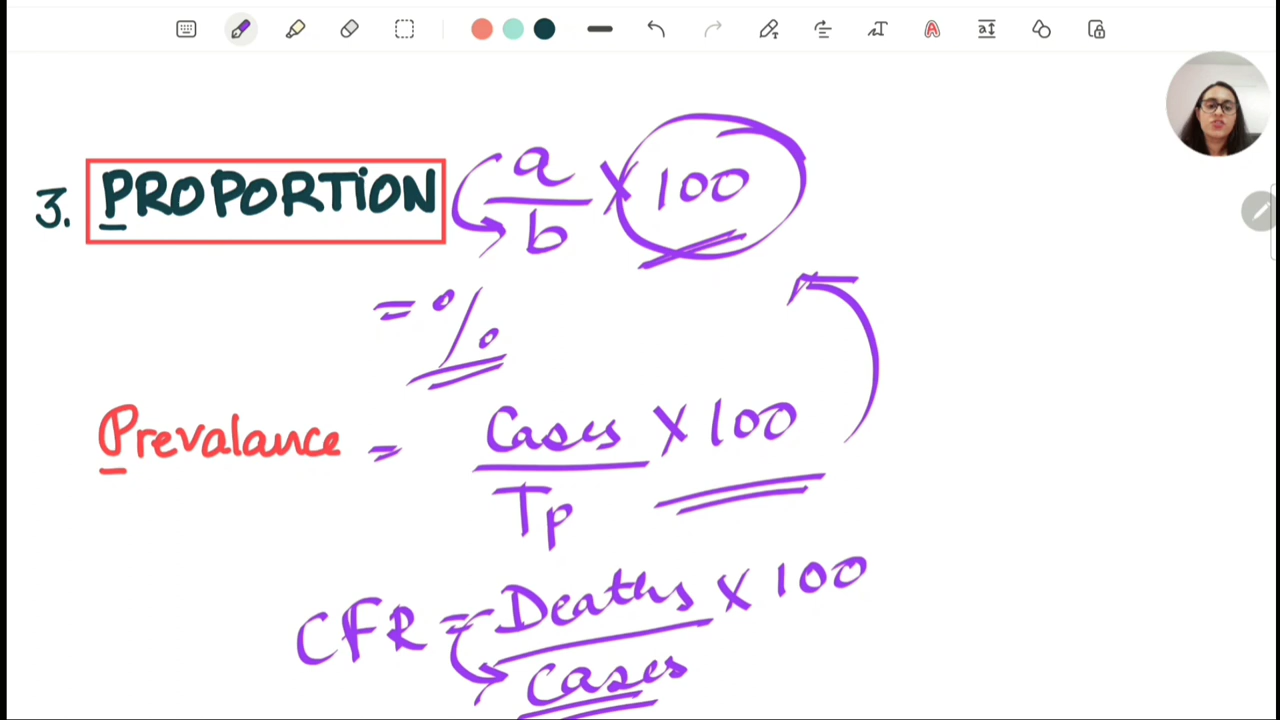 3. PROPORTION a/b × 100
= %
Prevalance = Cases/Tp × 100
CFR = Deaths/Cases × 100